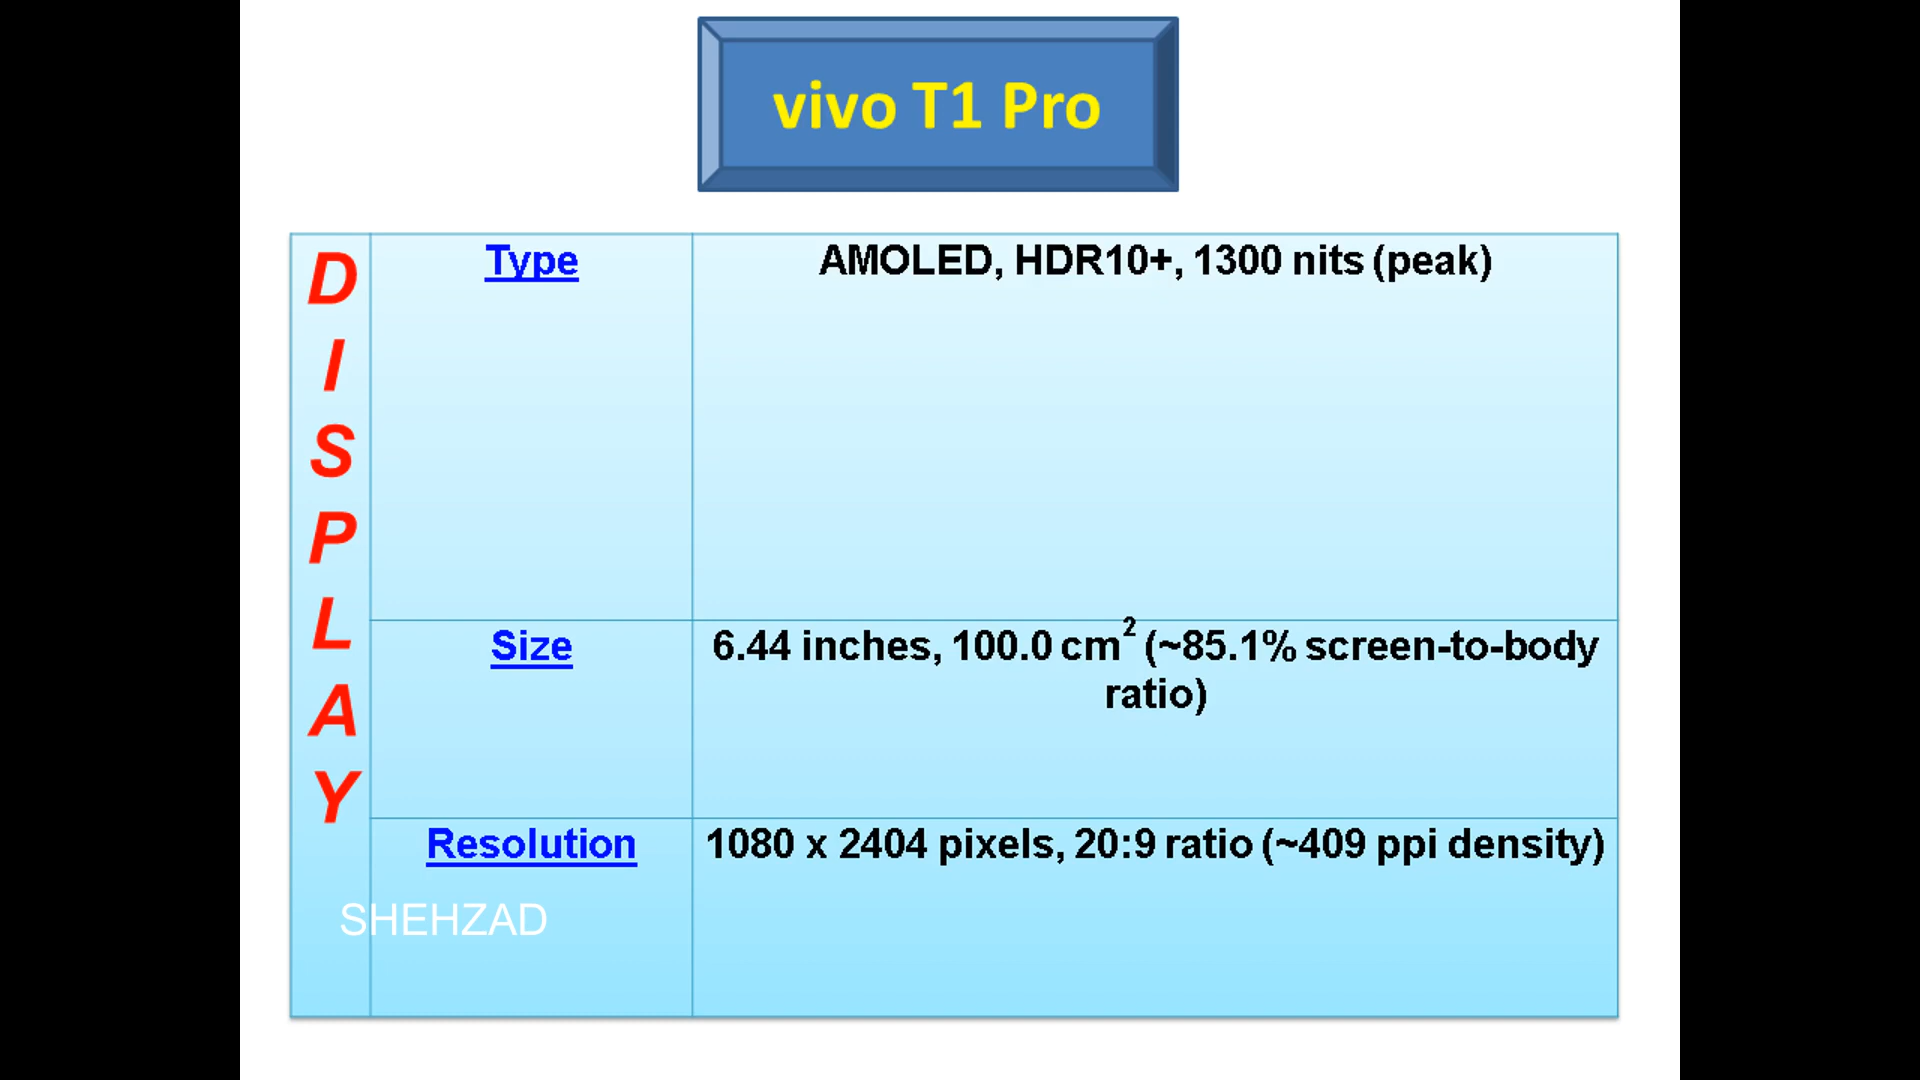 vivo T1 Pro
DISPLAY
Type
AMOLED, HDR10+, 1300 nits (peak)
Size
6.44 inches, 100.0 cm² (~85.1% screen-to-body
ratio)
Resolution
1080 x 2404 pixels, 20:9 ratio (~409 ppi density)
SHEHZAD